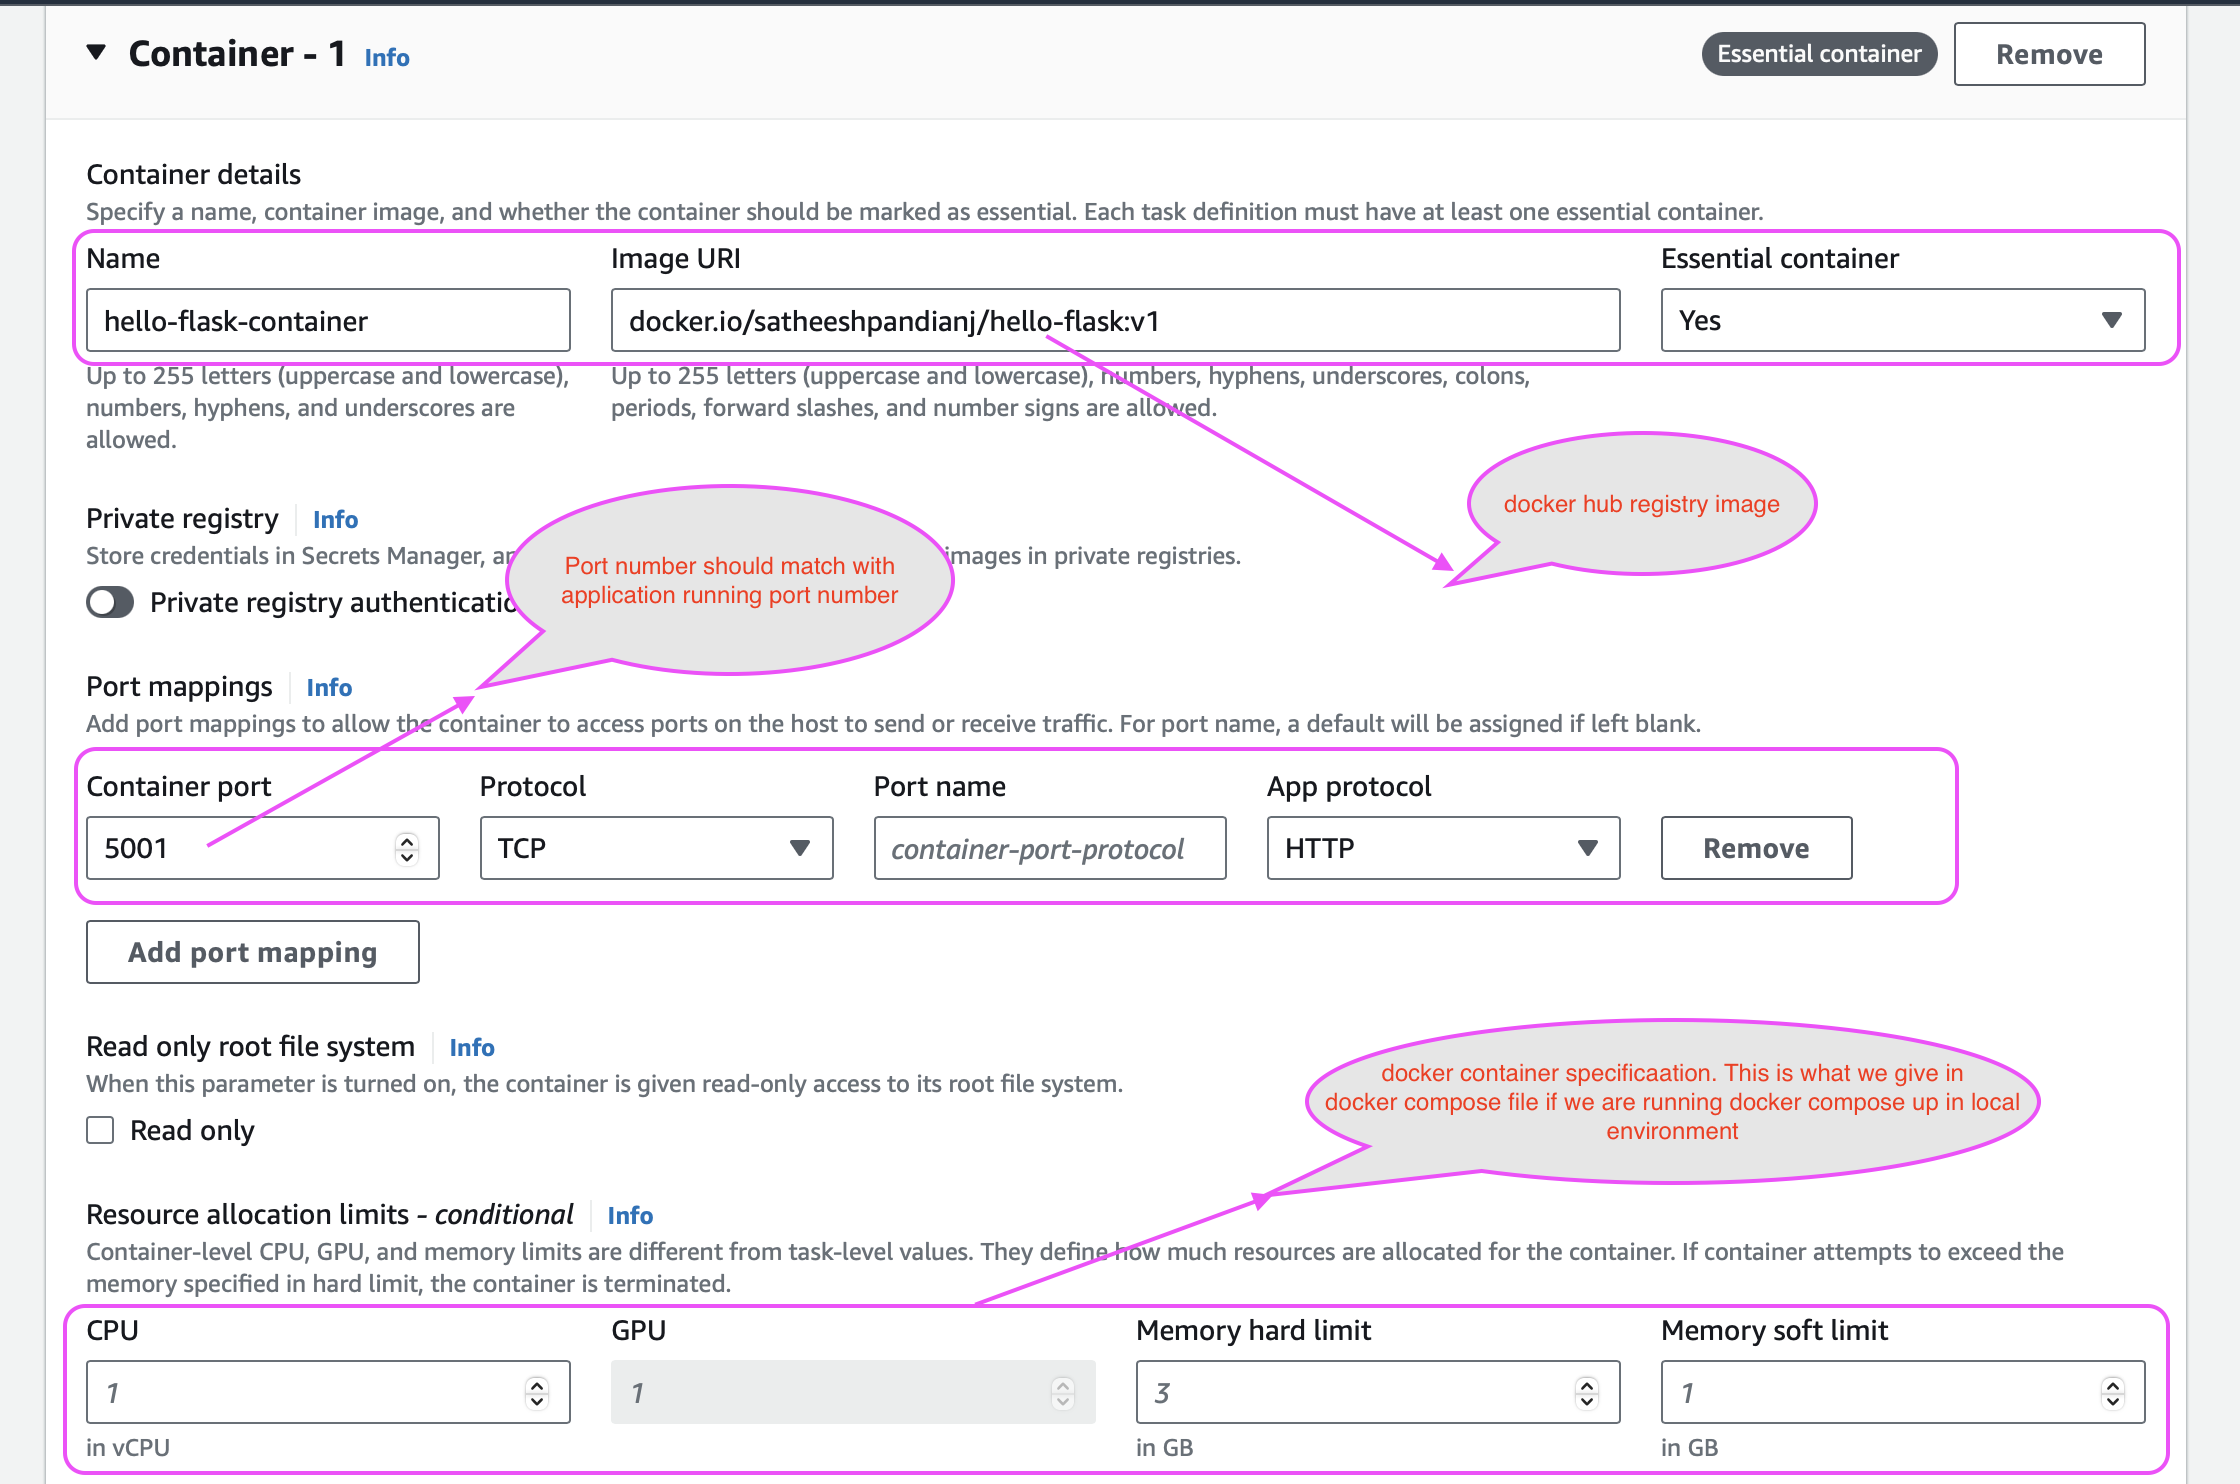 Container - 1 Info
Essential container
Remove
Container details
Specify a name, container image, and whether the container should be marked as essential. Each task definition must have at least one essential container.
Name
Image URI
Essential container
hello-flask-container
docker.io/satheeshpandianj/hello-flask:v1
Yes
Up to 255 letters (uppercase and lowercase),
numbers, hyphens, and underscores are
allowed.
Up to 255 letters (uppercase and lowercase), numbers, hyphens, underscores, colons,
periods, forward slashes, and number signs are allowed.
docker hub registry image
Private registry Info
Store credentials in Secrets Manager, images in private registries.
Private registry authentication
Port number should match with
application running port number
Port mappings Info
Add port mappings to allow the container to access ports on the host to send or receive traffic. For port name, a default will be assigned if left blank.
Container port
Protocol
Port name
App protocol
5001
TCP
container-port-protocol
HTTP
Remove
Add port mapping
Read only root file system Info
When this parameter is turned on, the container is given read-only access to its root file system.
Read only
docker container specificaation. This is what we give in
docker compose file if we are running docker compose up in local
environment
Resource allocation limits - conditional Info
Container-level CPU, GPU, and memory limits are different from task-level values. They define how much resources are allocated for the container. If container attempts to exceed the
memory specified in hard limit, the container is terminated.
CPU
GPU
Memory hard limit
Memory soft limit
1
1
3
1
in vCPU
in GB
in GB